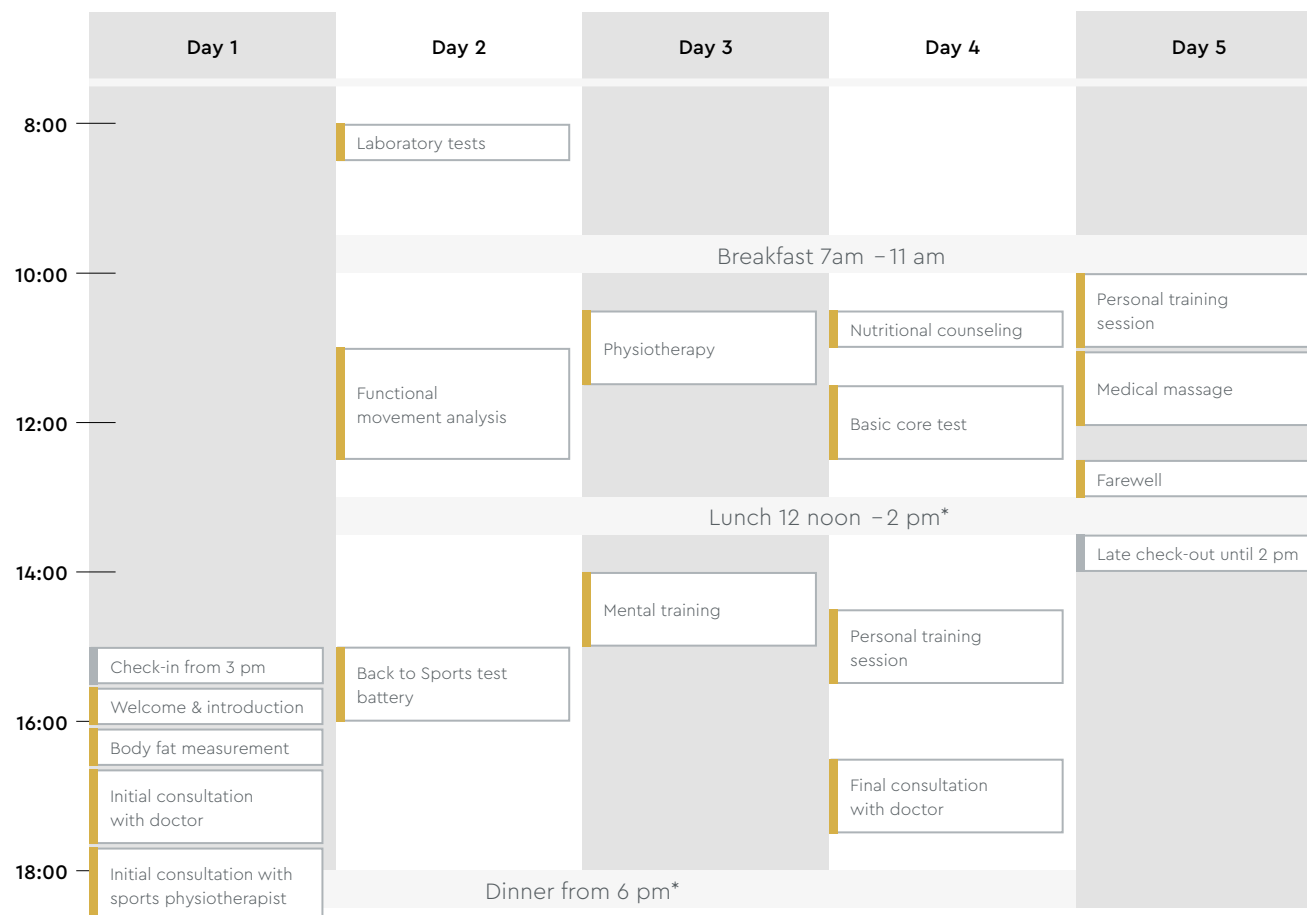 Day 1
Day 2
Day 3
Day 4
Day 5
8:00
Laboratory tests
Breakfast 7am – 11 am
10:00
Personal training
session
Physiotherapy
Nutritional counseling
Functional
movement analysis
Medical massage
12:00
Basic core test
Farewell
Lunch 12 noon – 2 pm*
Late check-out until 2 pm
14:00
Mental training
Personal training
session
Check-in from 3 pm
Back to Sports test
battery
Welcome & introduction
16:00
Body fat measurement
Initial consultation
with doctor
Final consultation
with doctor
18:00
Initial consultation with
sports physiotherapist
Dinner from 6 pm*